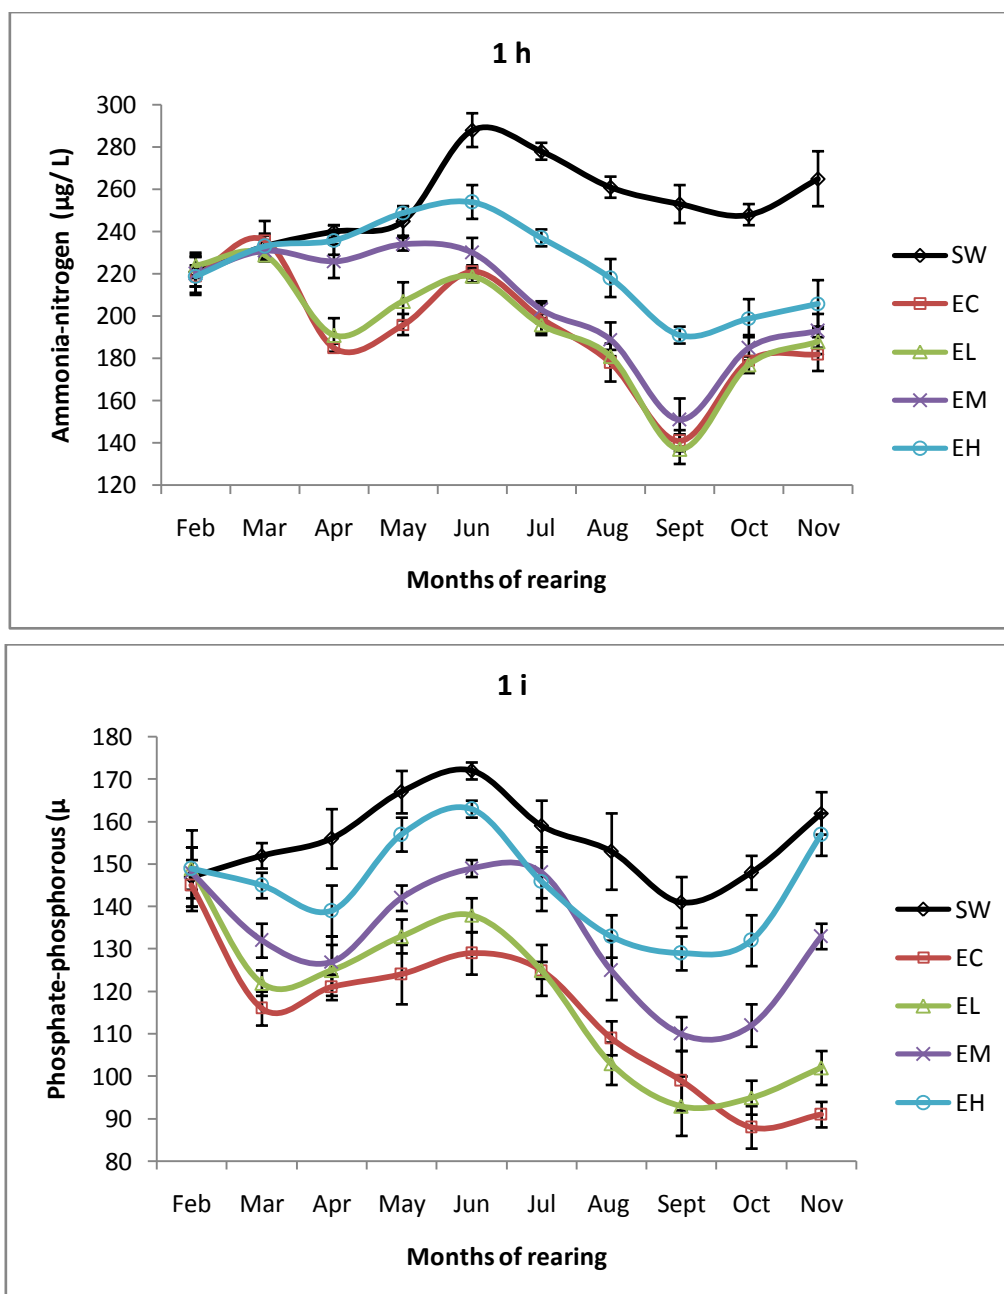 1 h
Ammonia-nitrogen (µg/ L)
300
280
260
240
220
200
180
160
140
120
Feb Mar Apr May Jun Jul Aug Sept Oct Nov
Months of rearing
SW
EC
EL
EM
EH
1 i
Phosphate-phosphorous (µ
180
170
160
150
140
130
120
110
100
90
80
Feb Mar Apr May Jun Jul Aug Sept Oct Nov
Months of rearing
SW
EC
EL
EM
EH